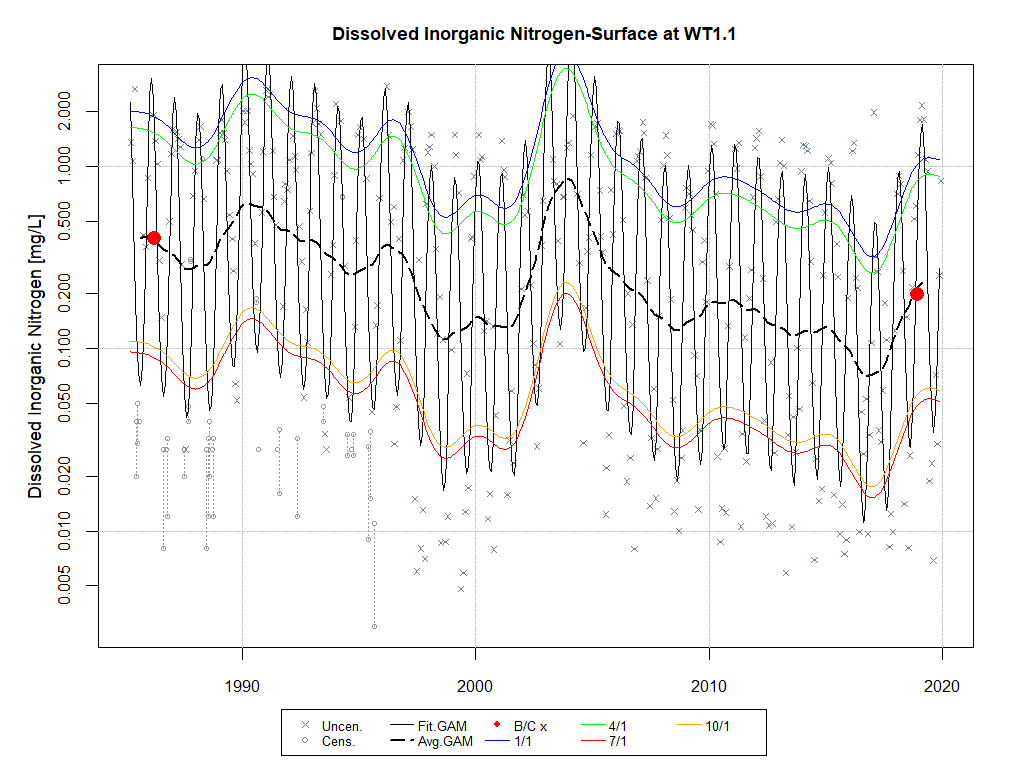 Dissolved Inorganic Nitrogen-Surface at WT1.1
Dissolved Inorganic Nitrogen [mg/L]
2.000
1.000
0.500
0.200
0.100
0.050
0.020
0.010
0.005
1990 2000 2010 2020
Uncen. Fit.GAM B/C x 4/1 10/1
Cens. Avg.GAM 1/1 7/1